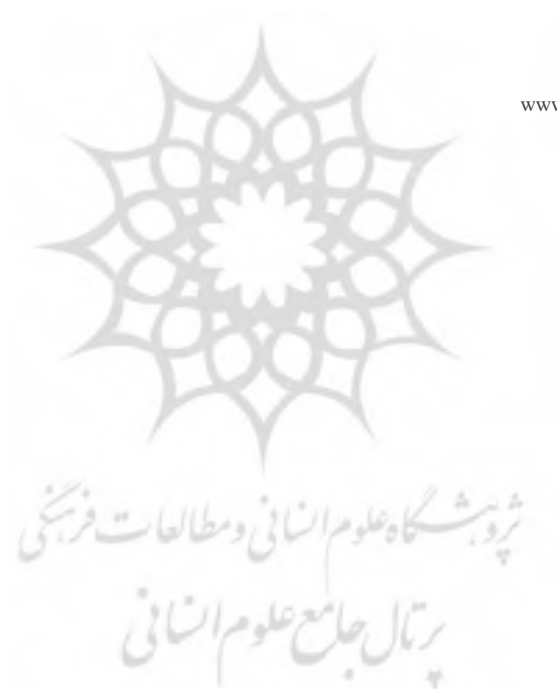 www
پژوهشگاه علوم انسانی و مطالعات فرهنگی
پرتال جامع علوم انسانی